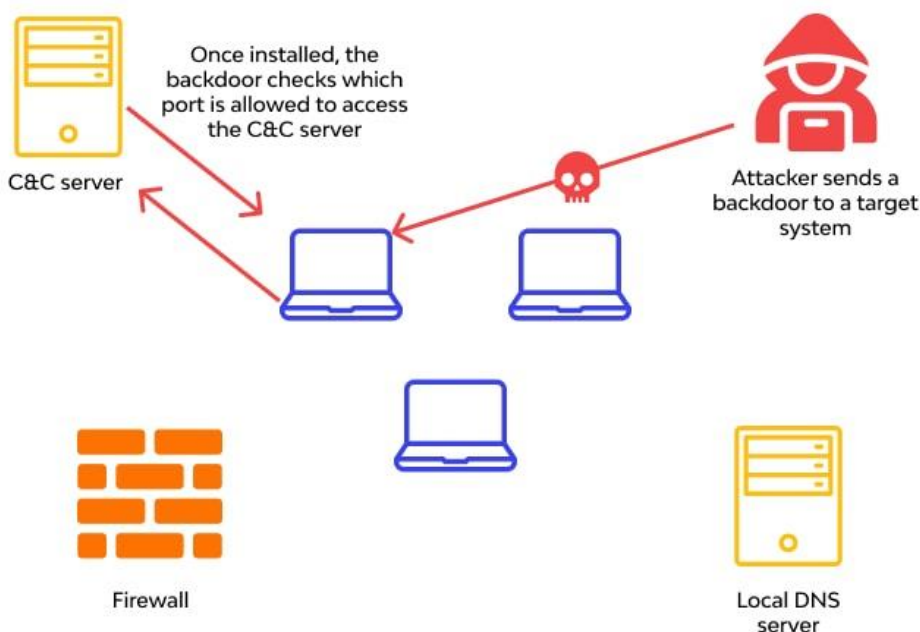 Once installed, the
backdoor checks which
port is allowed to access
the C&C server
C&C server
Attacker sends a
backdoor to a target
system
Firewall
Local DNS
server